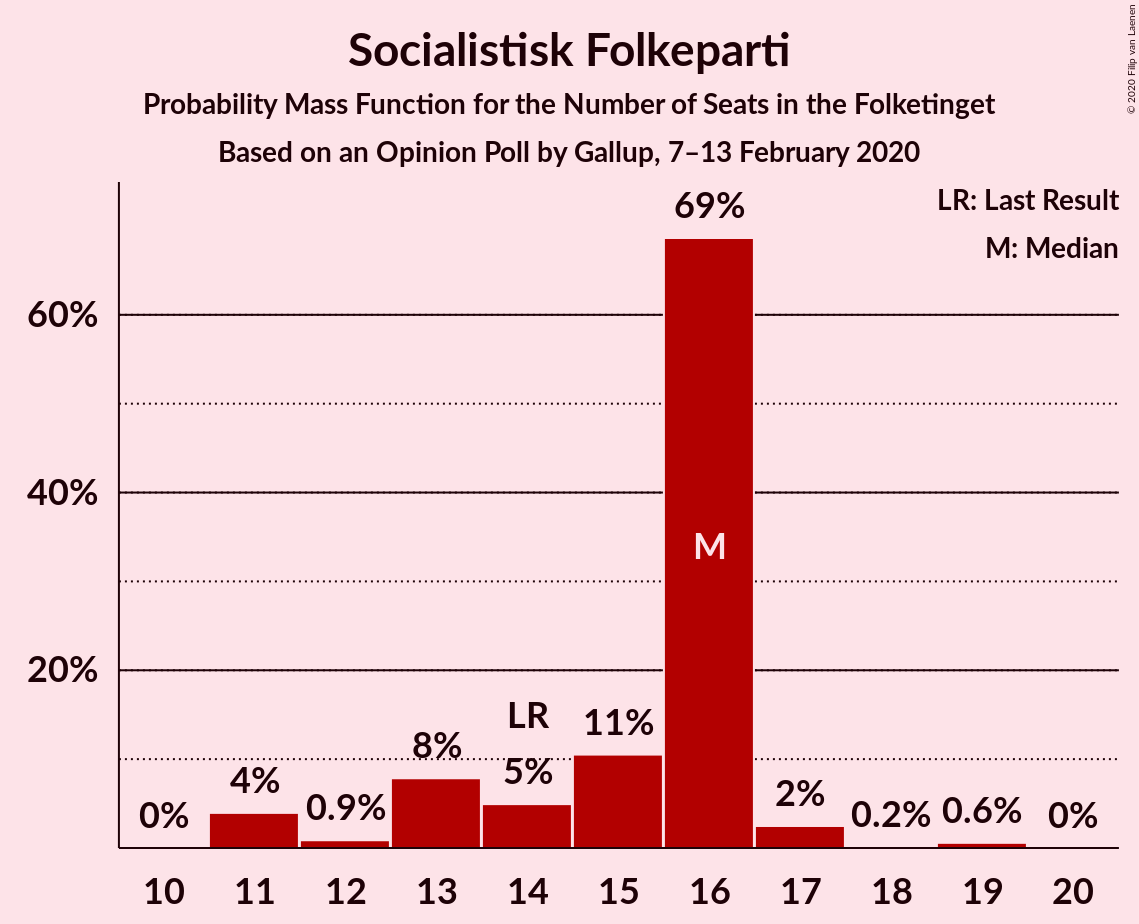 Socialistisk Folkeparti
Probability Mass Function for the Number of Seats in the Folketinget
Based on an Opinion Poll by Gallup, 7–13 February 2020
© 2020 Filip van Laenen
LR: Last Result
M: Median
69%
60%
40%
M
20%
LR
11%
8%
5%
4%
2%
0.9%
0.6%
0.2%
0%
0%
10 11 12 13 14 15 16 17 18 19 20